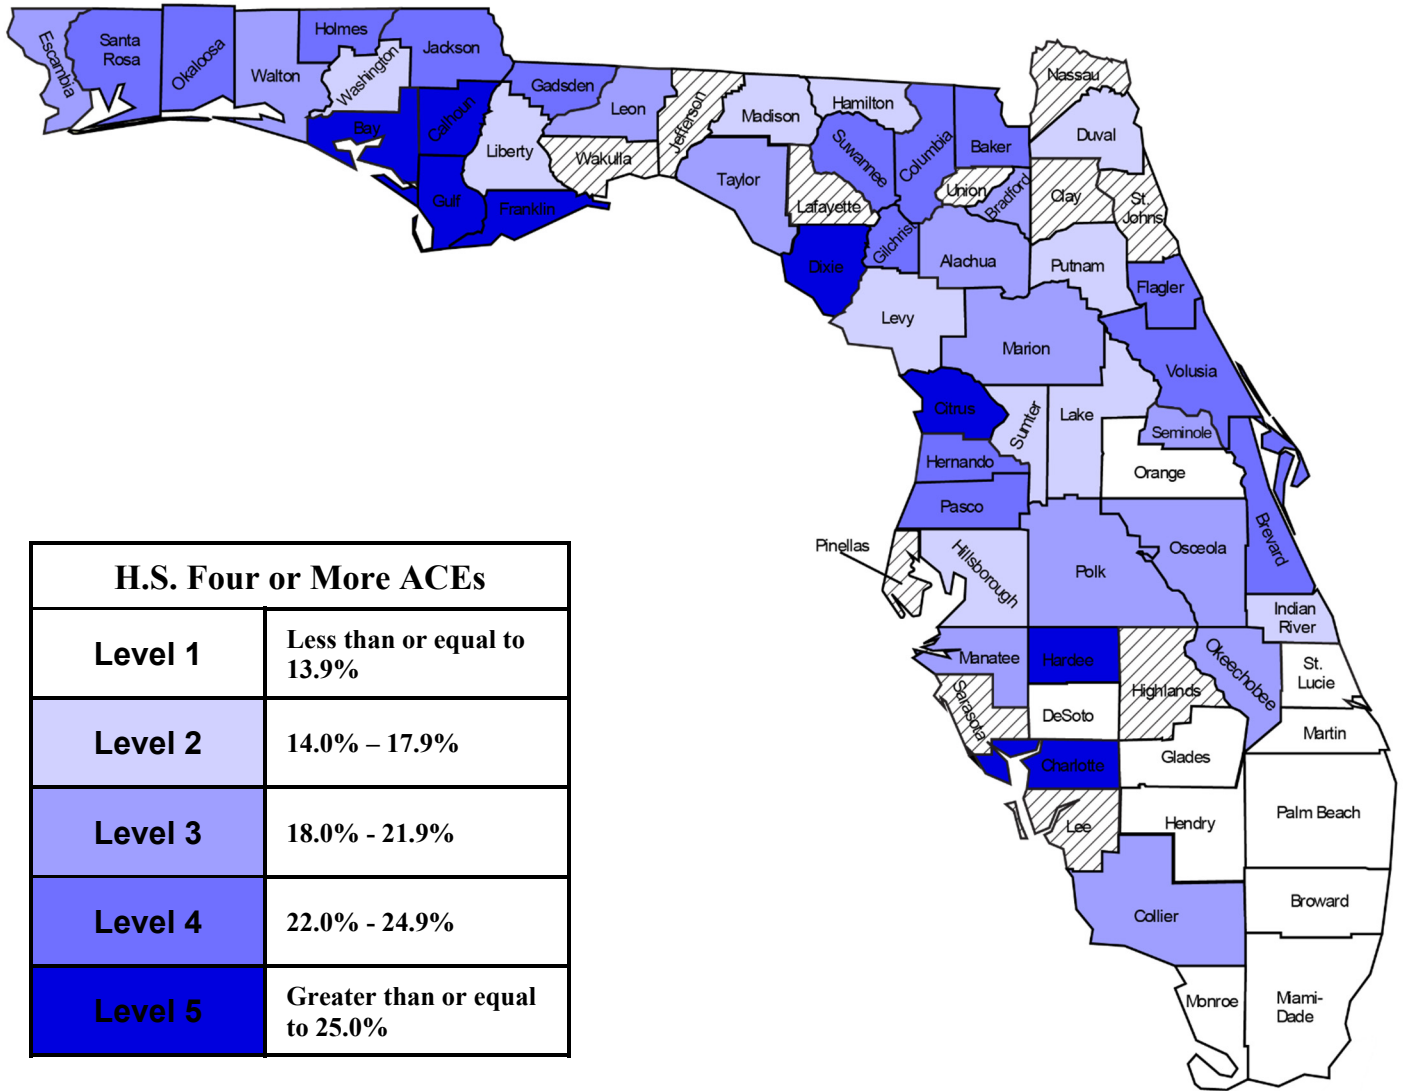 Escambia
Santa
Rosa
Okaloosa
Walton
Holmes
Washington
Jackson
Bay
Calhoun
Gulf
Liberty
Gadsden
Franklin
Leon
Wakulla
Jefferson
Madison
Taylor
Hamilton
Suwannee
Lafayette
Dixie
Columbia
Gilchrist
Baker
Union
Bradford
Alachua
Levy
Nassau
Duval
Clay
St.
Johns
Putnam
Flagler
Marion
Volusia
Citrus
Sumter
Lake
Seminole
Orange
Hernando
Pasco
Pinellas
Hillsborough
Polk
Osceola
Brevard
Indian
River
Manatee
Hardee
Highlands
Okeechobee
St.
Lucie
Sarasota
DeSoto
Martin
Charlotte
Glades
Lee
Hendry
Palm Beach
Collier
Broward
Monroe
Miami-
Dade
H.S. Four or More ACEs
Level 1
Less than or equal to
13.9%
Level 2
14.0% – 17.9%
Level 3
18.0% - 21.9%
Level 4
22.0% - 24.9%
Level 5
Greater than or equal
to 25.0%